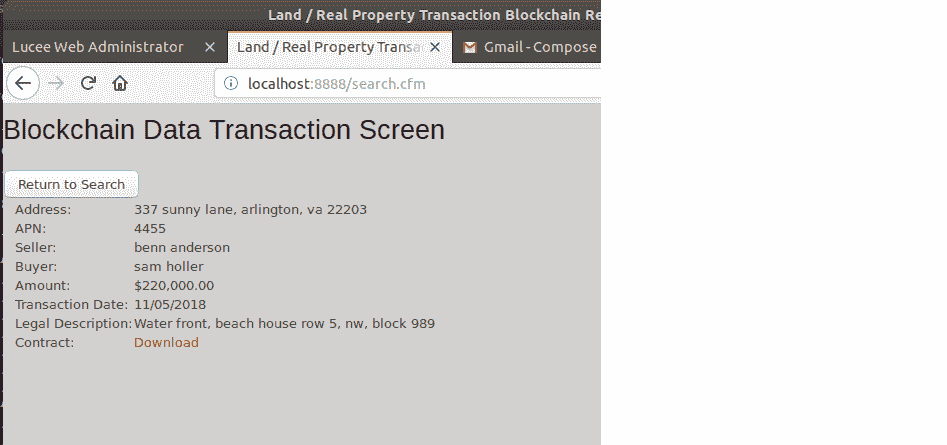 Land / Real Property Transaction Blockchain Re
Lucee Web Administrator × Land / Real Property Transa × Gmail - Compose
localhost:8888/search.cfm
Blockchain Data Transaction Screen
Return to Search
Address: 337 sunny lane, arlington, va 22203
APN: 4455
Seller: benn anderson
Buyer: sam holler
Amount: $220,000.00
Transaction Date: 11/05/2018
Legal Description: Water front, beach house row 5, nw, block 989
Contract: Download